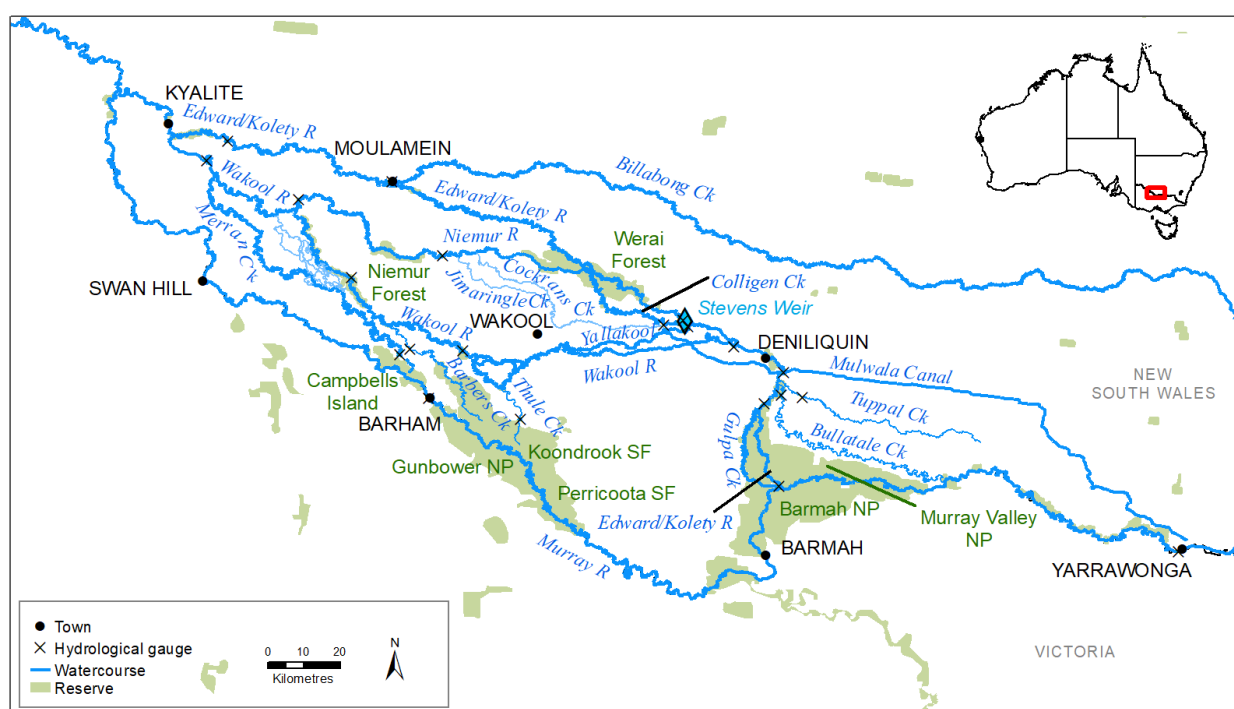 KYALITE
Edward/Kolety R
MOULAMEIN
Billabong Ck
Wakool R
Edward/Kolety R
Merran Ck
Niemur R
Werai
Forest
Cockrans Ck
Colligen Ck
Niemur
Forest
Jimaringle Ck
SWAN HILL
Stevens Weir
WAKOOL
Yallakool
Wakool R
DENILIQUIN
Wakool R
Mulwala Canal
NEW
SOUTH WALES
Campbells
Island
Barbers Ck
Thule Ck
Tuppal Ck
BARHAM
Gulpa Ck
Bullatale Ck
Koondrook SF
Gunbower NP
Perricoota SF
Barmah NP
Murray Valley
NP
Edward/Kolety R
Murray R
BARMAH
YARRAWONGA
VICTORIA
Town
Hydrological gauge
Watercourse
Reserve
0 10 20
Kilometres
N